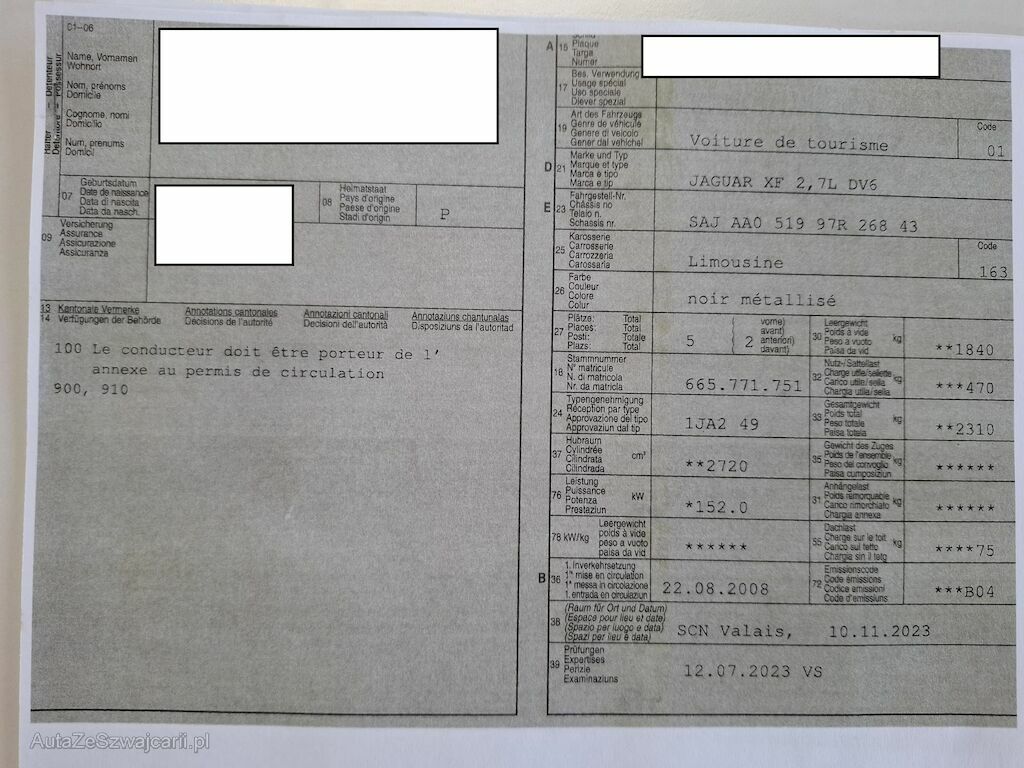 01-06
Halter – Détenteur
Detentore – Possessur
Name, Vornamen
Wohnort
Nom, prénoms
Domicile
Cognome, nomi
Domicilio
Num, prenums
Domicil
07
Geburtsdatum
Date de naissance
Data di nascita
Data da nasch.
08
Heimatstaat
Pays d'origine
Paese d'origine
Stadi d'origin
P
09
Versicherung
Assurance
Assicurazione
Assicuranza
13 Kantonale Vermerke
14 Verfügungen der Behörde
Annotations cantonales
Décisions de l'autorité
Annotazioni cantonali
Decisioni dell'autorità
Annotaziuns chantunalas
Disposiziuns da l'autoritad
100 Le conducteur doit être porteur de l'
annexe au permis de circulation
900, 910
A 15
Schild
Plaque
Targa
Numer
17
Bes. Verwendung
Usage spécial
Uso speciale
Diever spezial
19
Art des Fahrzeugs
Genre de véhicule
Genere di veicolo
Gener dal vehichel
Voiture de tourisme
Code
01
D 21
Marke und Typ
Marque et type
Marca e tipo
Marca e tip
JAGUAR XF 2,7L DV6
E 23
Fahrgestell-Nr.
Châssis no
Telaio n.
Schassis nr.
SAJ AA0 519 97R 268 43
25
Karosserie
Carrosserie
Carrozzeria
Carossaria
Limousine
Code
163
26
Farbe
Couleur
Colore
Colur
noir métallisé
27
Plätze: Total
Places: Total
Posti: Totale
Plazs: Total
5
2
vorne)
avant)
anteriori)
davant)
30
Leergewicht
Poids à vide
Peso a vuoto
Paisa da vid
kg
**1840
18
Stammnummer
N° matricule
N. di matricola
Nr. da matricla
665.771.751
32
Nutz-/Sattellast
Charge utile/sellette
Carico utile/sella
Chargia utila/sella
kg
***470
24
Typengenehmigung
Réception par type
Approvazione del tipo
Approvaziun dal tip
1JA2 49
33
Gesamtgewicht
Poids total
Peso totale
Paisa totala
kg
**2310
37
Hubraum
Cylindrée
Cilindrata
Cilindrada
cm³
**2720
35
Gewicht des Zuges
Poids de l'ensemble
Peso del convoglio
Paisa cumposiziun
kg
******
76
Leistung
Puissance
Potenza
Prestaziun
kW
*152.0
31
Anhängelast
Poids remorquable
Carico rimorchiato
Chargia annexa
kg
******
78 kW/kg
Leergewicht
poids à vide
peso a vuoto
paisa da vid
******
55
Dachlast
Charge sur le toit
Carico sul tetto
Chargia sin il tetg
kg
****75
B 36
1. Inverkehrsetzung
1re mise en circulation
1a messa in circolazione
1. entrada en circulaziun
22.08.2008
72
Emissionscode
Code émissions
Codice emissioni
Code d'emissiuns
***B04
38
(Raum für Ort und Datum)
(Espace pour lieu et date)
(Spazio per luogo e data)
(Spazi per lieu e data)
SCN Valais, 10.11.2023
39
Prüfungen
Expertises
Perizie
Examinaziuns
12.07.2023 VS
AutaZeSzwajcarii.pl